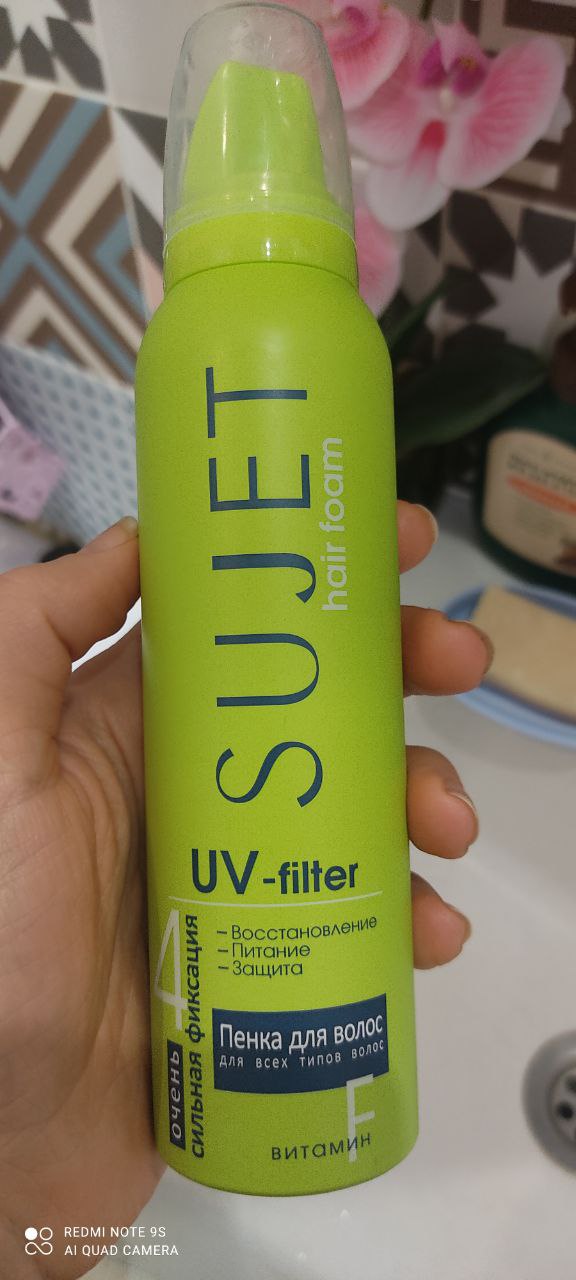 SUJET
hair foam
UV-filter
– Восстановление
– Питание
– Защита
4
очень
сильная фиксация
Пенка для волос
для всех типов волос
F
витамин
REDMI NOTE 9S
AI QUAD CAMERA